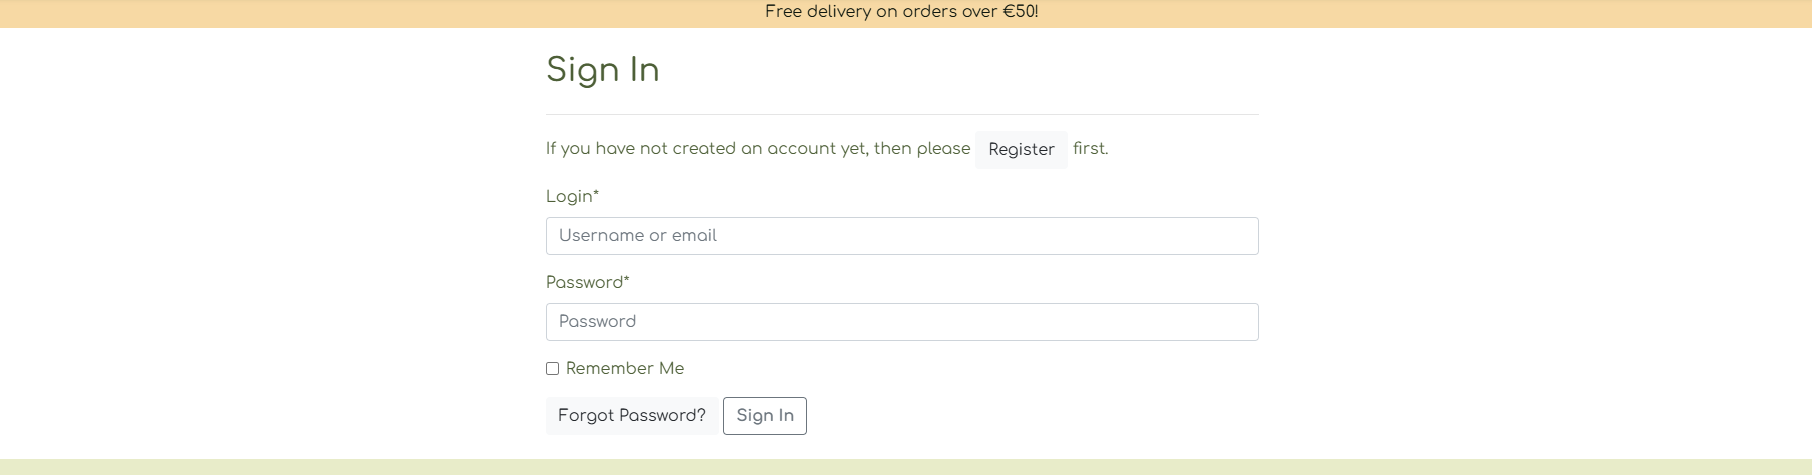 Free delivery on orders over €50!
Sign In
If you have not created an account yet, then please Register first.
Login*
Username or email
Password*
Password
Remember Me
Forgot Password? Sign In